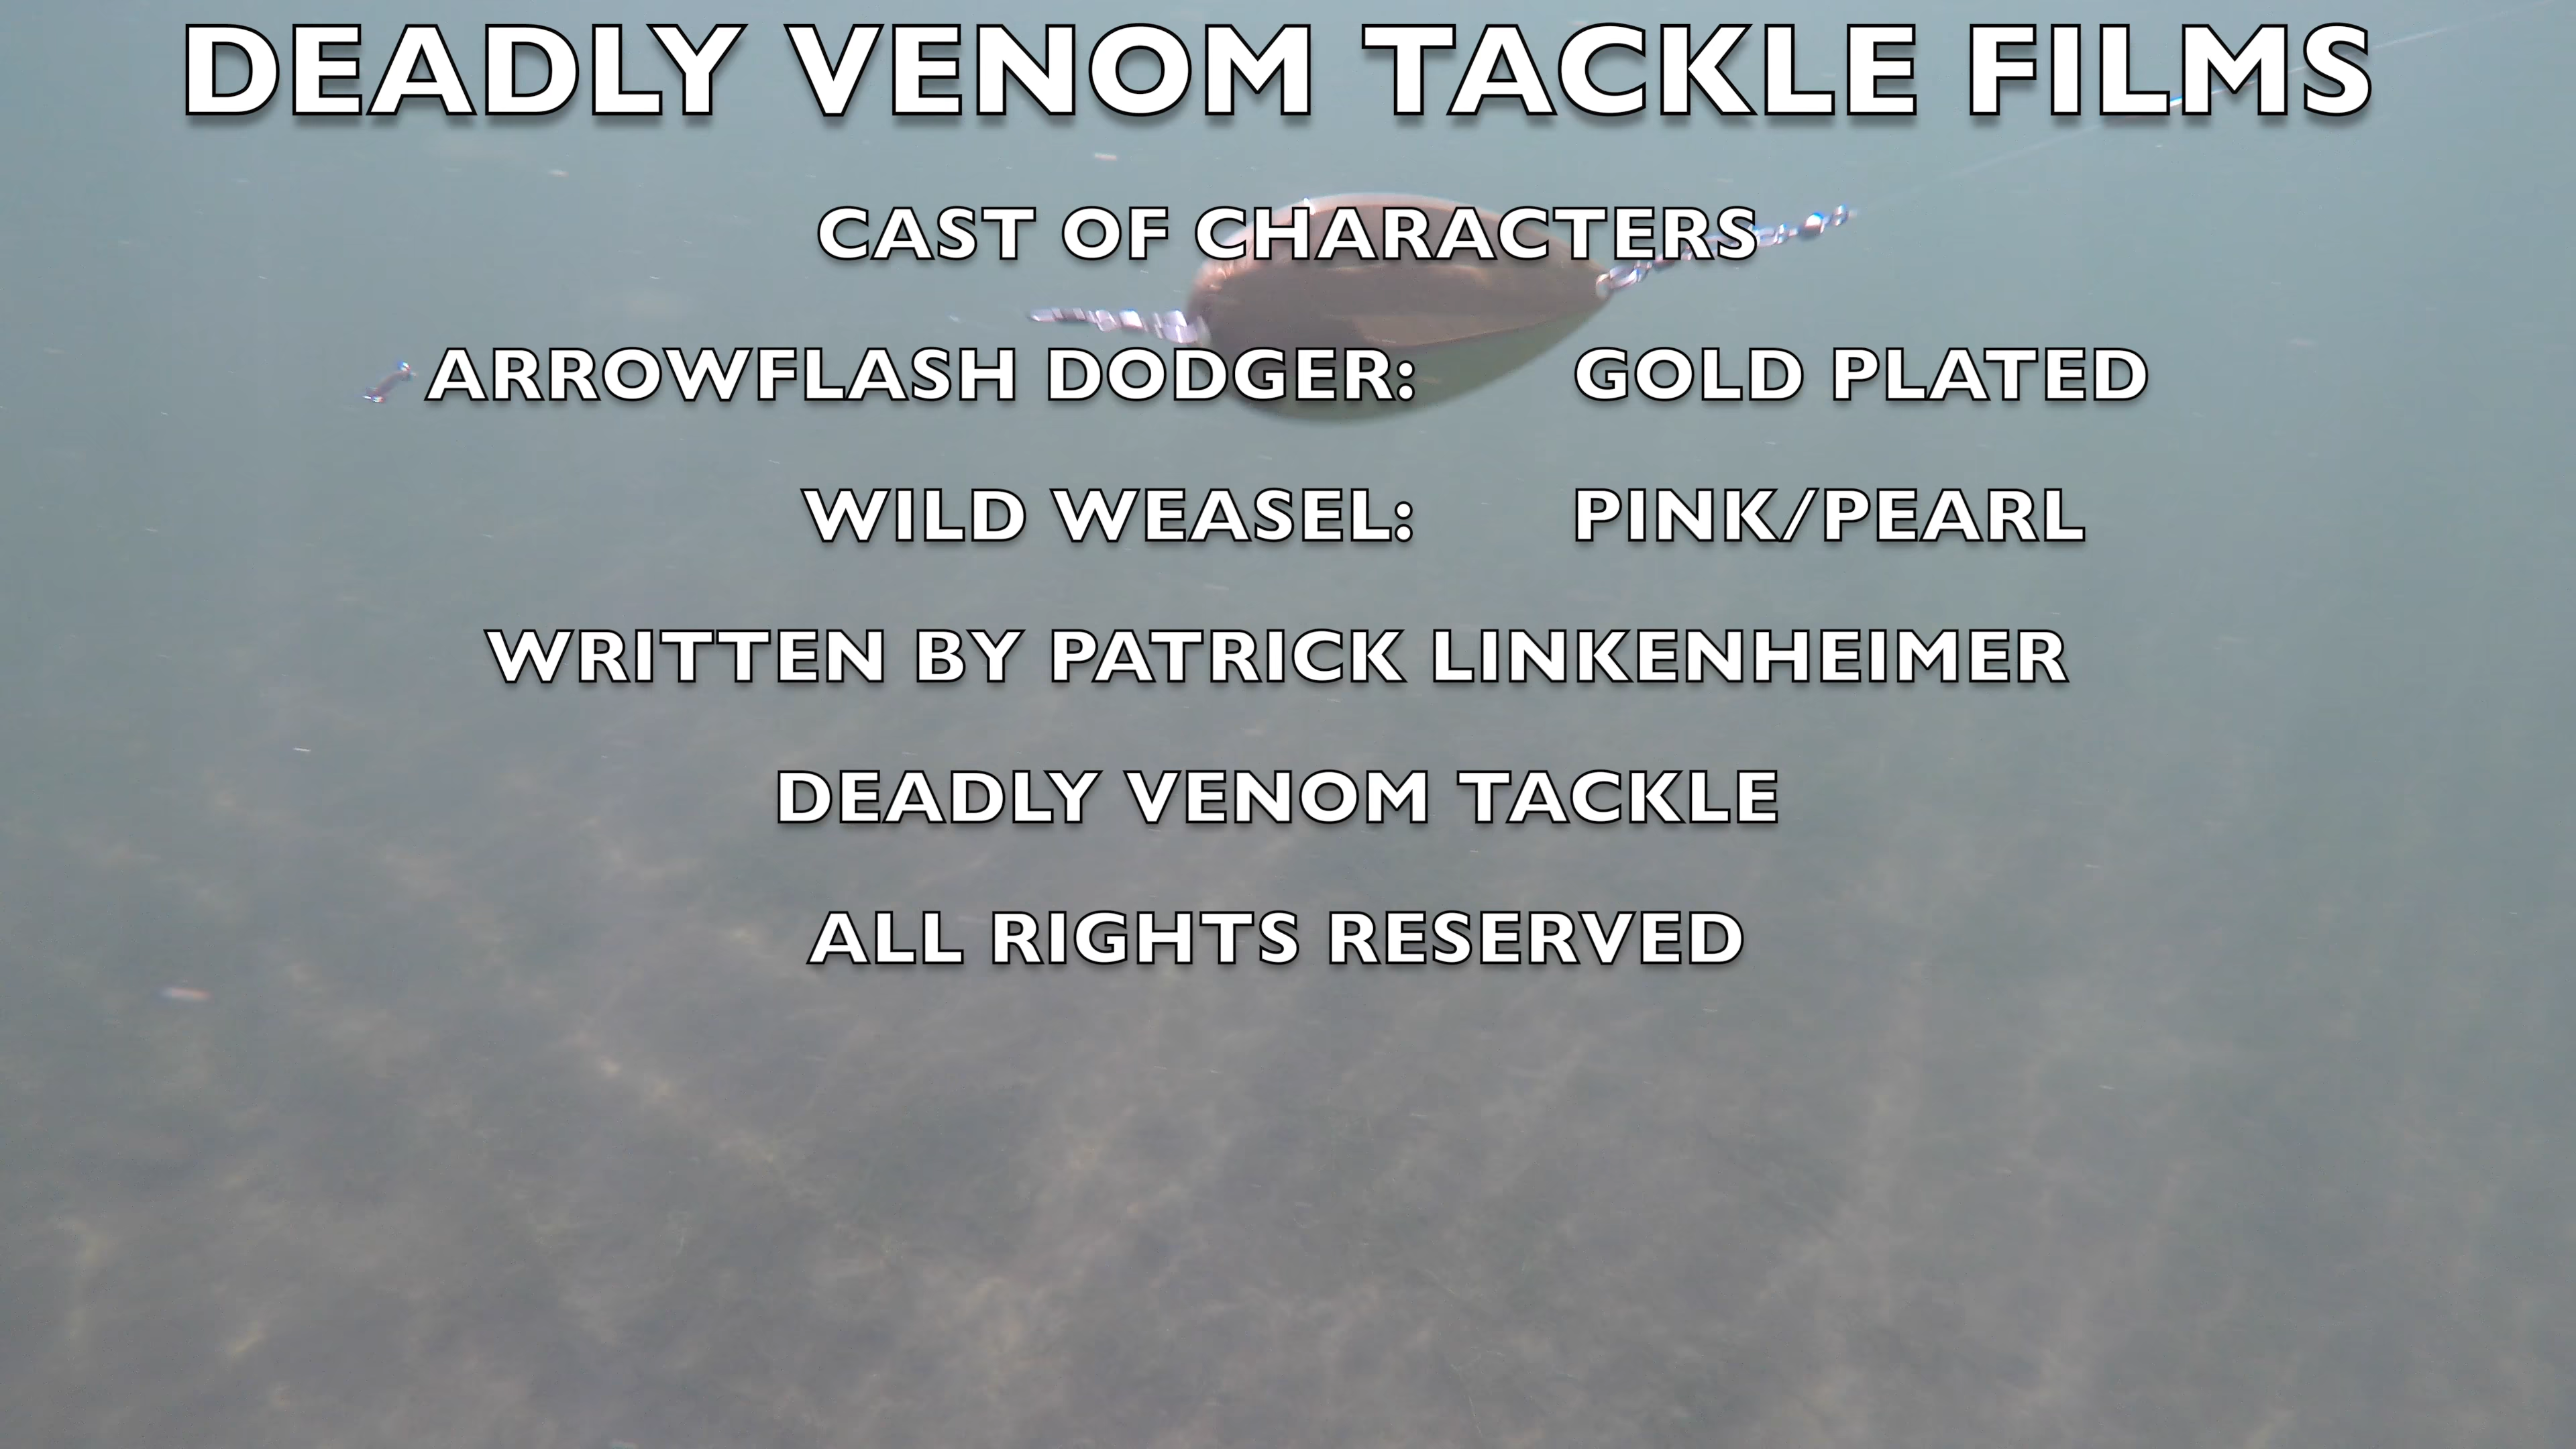 DEADLY VENOM TACKLE FILMS
CAST OF CHARACTERS
ARROWFLASH DODGER: GOLD PLATED
WILD WEASEL: PINK/PEARL
WRITTEN BY PATRICK LINKENHEIMER
DEADLY VENOM TACKLE
ALL RIGHTS RESERVED